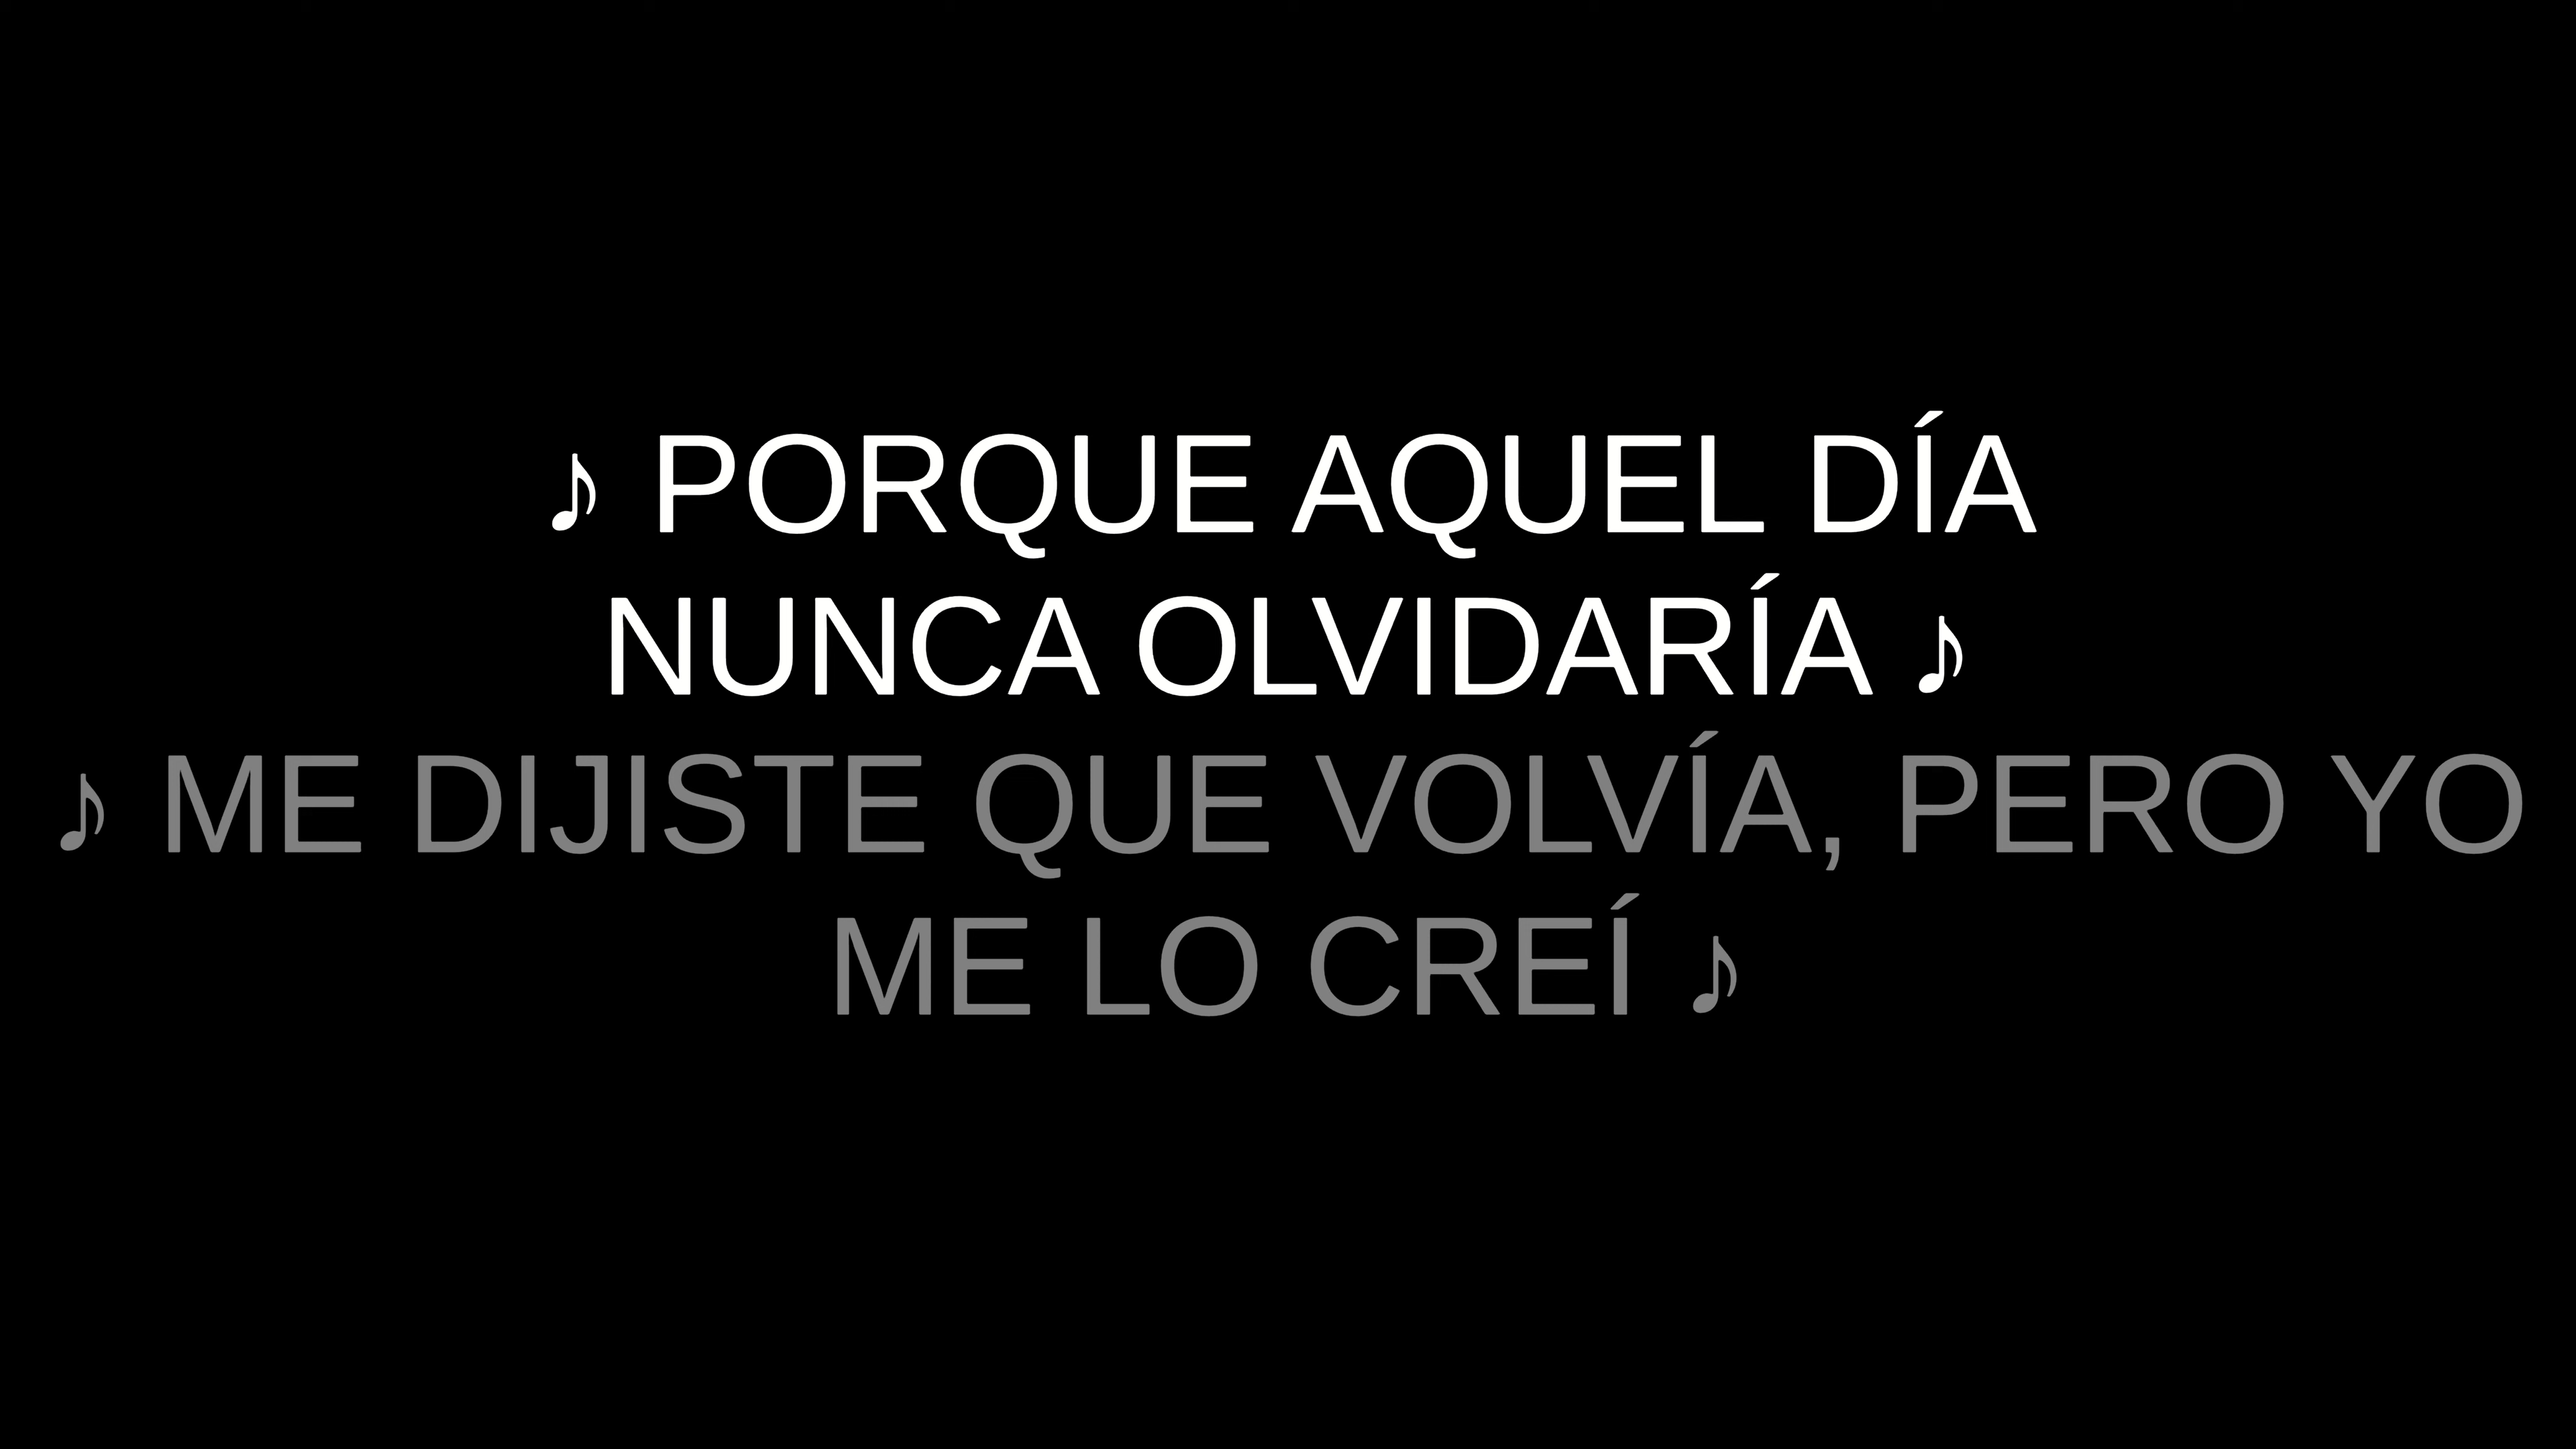 ♪ PORQUE AQUEL DÍA
NUNCA OLVIDARÍA ♪
♪ ME DIJISTE QUE VOLVÍA, PERO YO
ME LO CREÍ ♪